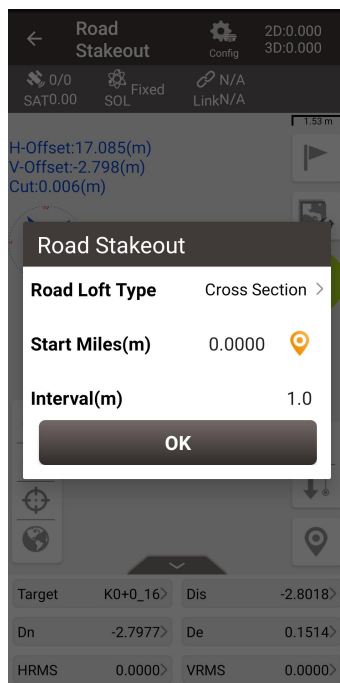 Road 2D:0.000
Stakeout Config 3D:0.000
0/0 Fixed N/A
SAT0.00 SOL LinkN/A
1.53 m
H-Offset:17.085(m)
V-Offset:-2.798(m)
Cut:0.006(m)
Road Stakeout
Road Loft Type Cross Section >
Start Miles(m) 0.0000
Interval(m) 1.0
OK
Target K0+0_16> Dis -2.8018>
Dn -2.7977> De 0.1514>
HRMS 0.0000> VRMS 0.0000>